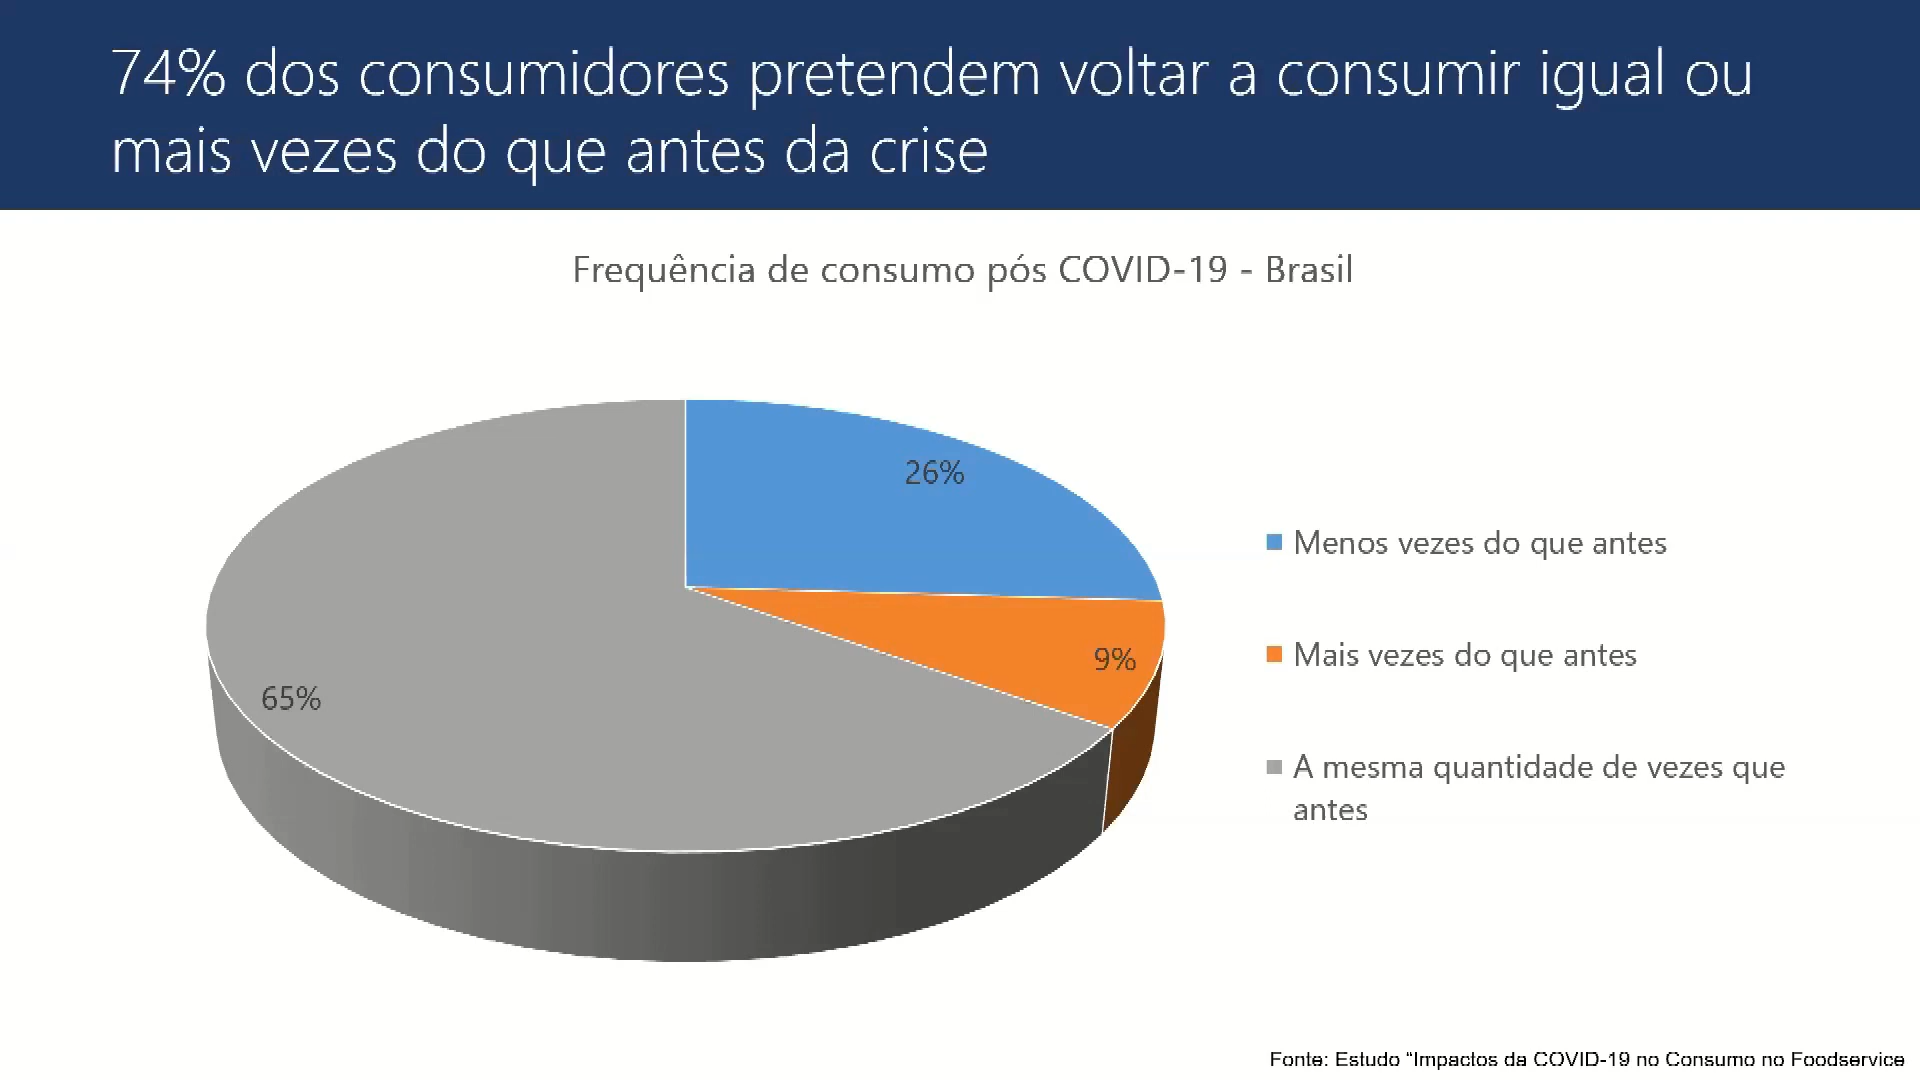 74% dos consumidores pretendem voltar a consumir igual ou
mais vezes do que antes da crise
Frequência de consumo pós COVID-19 - Brasil
26%
9%
65%
Menos vezes do que antes
Mais vezes do que antes
A mesma quantidade de vezes que
antes
Fonte: Estudo “Impactos da COVID-19 no Consumo no Foodservice